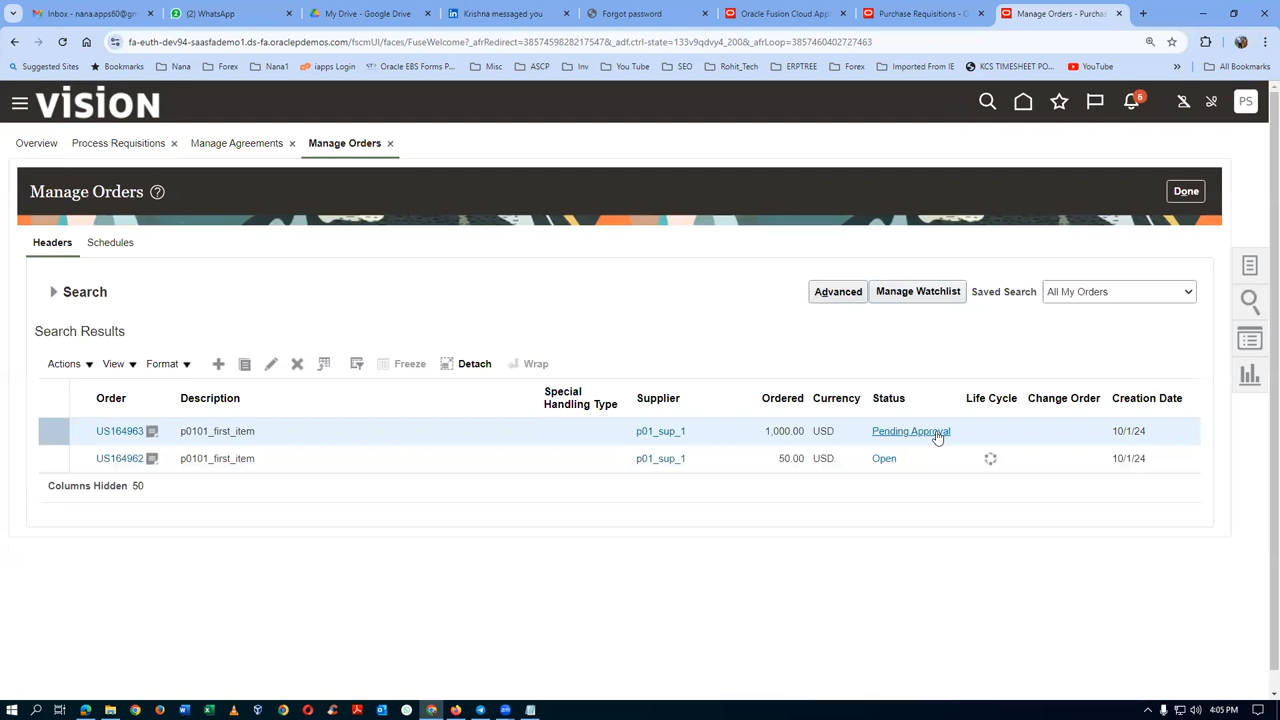 Inbox - nana.apps60@gm
(2) WhatsApp
My Drive - Google Drive
Krishna messaged you
Forgot password
Oracle Fusion Cloud Appl
Purchase Requisitions - O
Manage Orders - Purchas
fa-euth-dev94-saasfademo1.ds-fa.oraclepdemos.com/fscmUI/faces/FuseWelcome?_afrRedirect=3857459828217547&_adf.ctrl-state=133v9qdvy4_200&_afrLoop=3857460402727463
Suggested Sites
Bookmarks
Nana
Forex
Nana1
iapps Login
Oracle EBS Forms P...
Misc
ASCP
Inv
You Tube
SEO
Rohit_Tech
ERPTREE
Forex
Imported From IE
KCS TIMESHEET PO...
YouTube
All Bookmarks
VISION
6
PS
Overview
Process Requisitions
Manage Agreements
Manage Orders
Manage Orders
Done
Headers
Schedules
Search
Advanced
Manage Watchlist
Saved Search
All My Orders
Search Results
Actions
View
Format
Freeze
Detach
Wrap
Order
Description
Special Handling Type
Supplier
Ordered
Currency
Status
Life Cycle
Change Order
Creation Date
US164963
p0101_first_item
p01_sup_1
1,000.00
USD
Pending Approval
10/1/24
US164962
p0101_first_item
p01_sup_1
50.00
USD
Open
10/1/24
Columns Hidden 50
4:05 PM